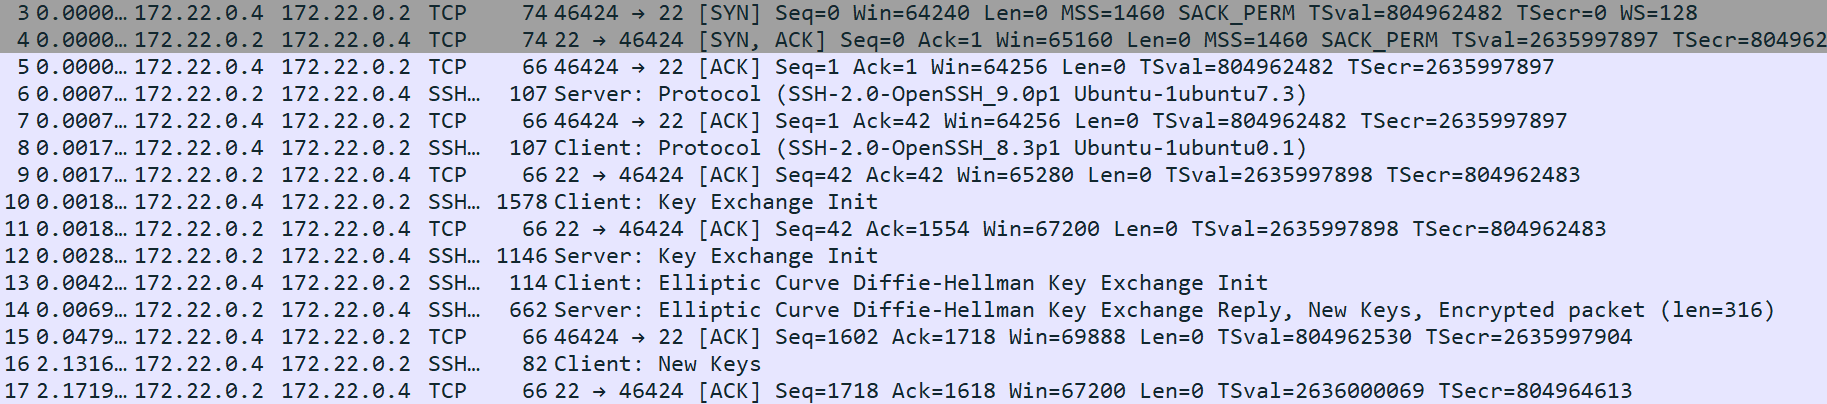 3 0.0000… 172.22.0.4 172.22.0.2 TCP 74 46424 → 22 [SYN] Seq=0 Win=64240 Len=0 MSS=1460 SACK_PERM TSval=804962482 TSecr=0 WS=128
4 0.0000… 172.22.0.2 172.22.0.4 TCP 74 22 → 46424 [SYN, ACK] Seq=0 Ack=1 Win=65160 Len=0 MSS=1460 SACK_PERM TSval=2635997897 TSecr=804962
5 0.0000… 172.22.0.4 172.22.0.2 TCP 66 46424 → 22 [ACK] Seq=1 Ack=1 Win=64256 Len=0 TSval=804962482 TSecr=2635997897
6 0.0007… 172.22.0.2 172.22.0.4 SSH… 107 Server: Protocol (SSH-2.0-OpenSSH_9.0p1 Ubuntu-1ubuntu7.3)
7 0.0007… 172.22.0.4 172.22.0.2 TCP 66 46424 → 22 [ACK] Seq=1 Ack=42 Win=64256 Len=0 TSval=804962482 TSecr=2635997897
8 0.0017… 172.22.0.4 172.22.0.2 SSH… 107 Client: Protocol (SSH-2.0-OpenSSH_8.3p1 Ubuntu-1ubuntu0.1)
9 0.0017… 172.22.0.2 172.22.0.4 TCP 66 22 → 46424 [ACK] Seq=42 Ack=42 Win=65280 Len=0 TSval=2635997898 TSecr=804962483
10 0.0018… 172.22.0.4 172.22.0.2 SSH… 1578 Client: Key Exchange Init
11 0.0018… 172.22.0.2 172.22.0.4 TCP 66 22 → 46424 [ACK] Seq=42 Ack=1554 Win=67200 Len=0 TSval=2635997898 TSecr=804962483
12 0.0028… 172.22.0.2 172.22.0.4 SSH… 1146 Server: Key Exchange Init
13 0.0042… 172.22.0.4 172.22.0.2 SSH… 114 Client: Elliptic Curve Diffie-Hellman Key Exchange Init
14 0.0069… 172.22.0.2 172.22.0.4 SSH… 662 Server: Elliptic Curve Diffie-Hellman Key Exchange Reply, New Keys, Encrypted packet (len=316)
15 0.0479… 172.22.0.4 172.22.0.2 TCP 66 46424 → 22 [ACK] Seq=1602 Ack=1718 Win=69888 Len=0 TSval=804962530 TSecr=2635997904
16 2.1316… 172.22.0.4 172.22.0.2 SSH… 82 Client: New Keys
17 2.1719… 172.22.0.2 172.22.0.4 TCP 66 22 → 46424 [ACK] Seq=1718 Ack=1618 Win=67200 Len=0 TSval=2636000069 TSecr=804964613